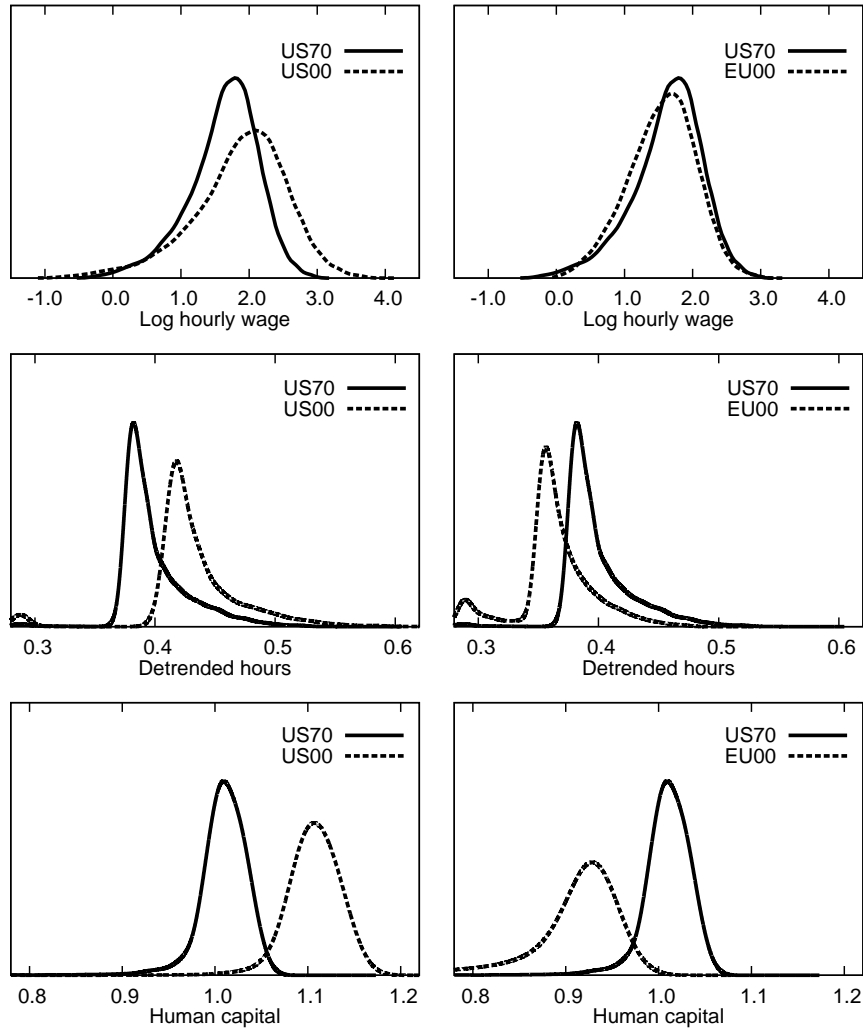 US70
US00
-1.0 0.0 1.0 2.0 3.0 4.0
Log hourly wage
US70
EU00
-1.0 0.0 1.0 2.0 3.0 4.0
Log hourly wage
US70
US00
0.3 0.4 0.5 0.6
Detrended hours
US70
EU00
0.3 0.4 0.5 0.6
Detrended hours
US70
US00
0.8 0.9 1.0 1.1 1.2
Human capital
US70
EU00
0.8 0.9 1.0 1.1 1.2
Human capital